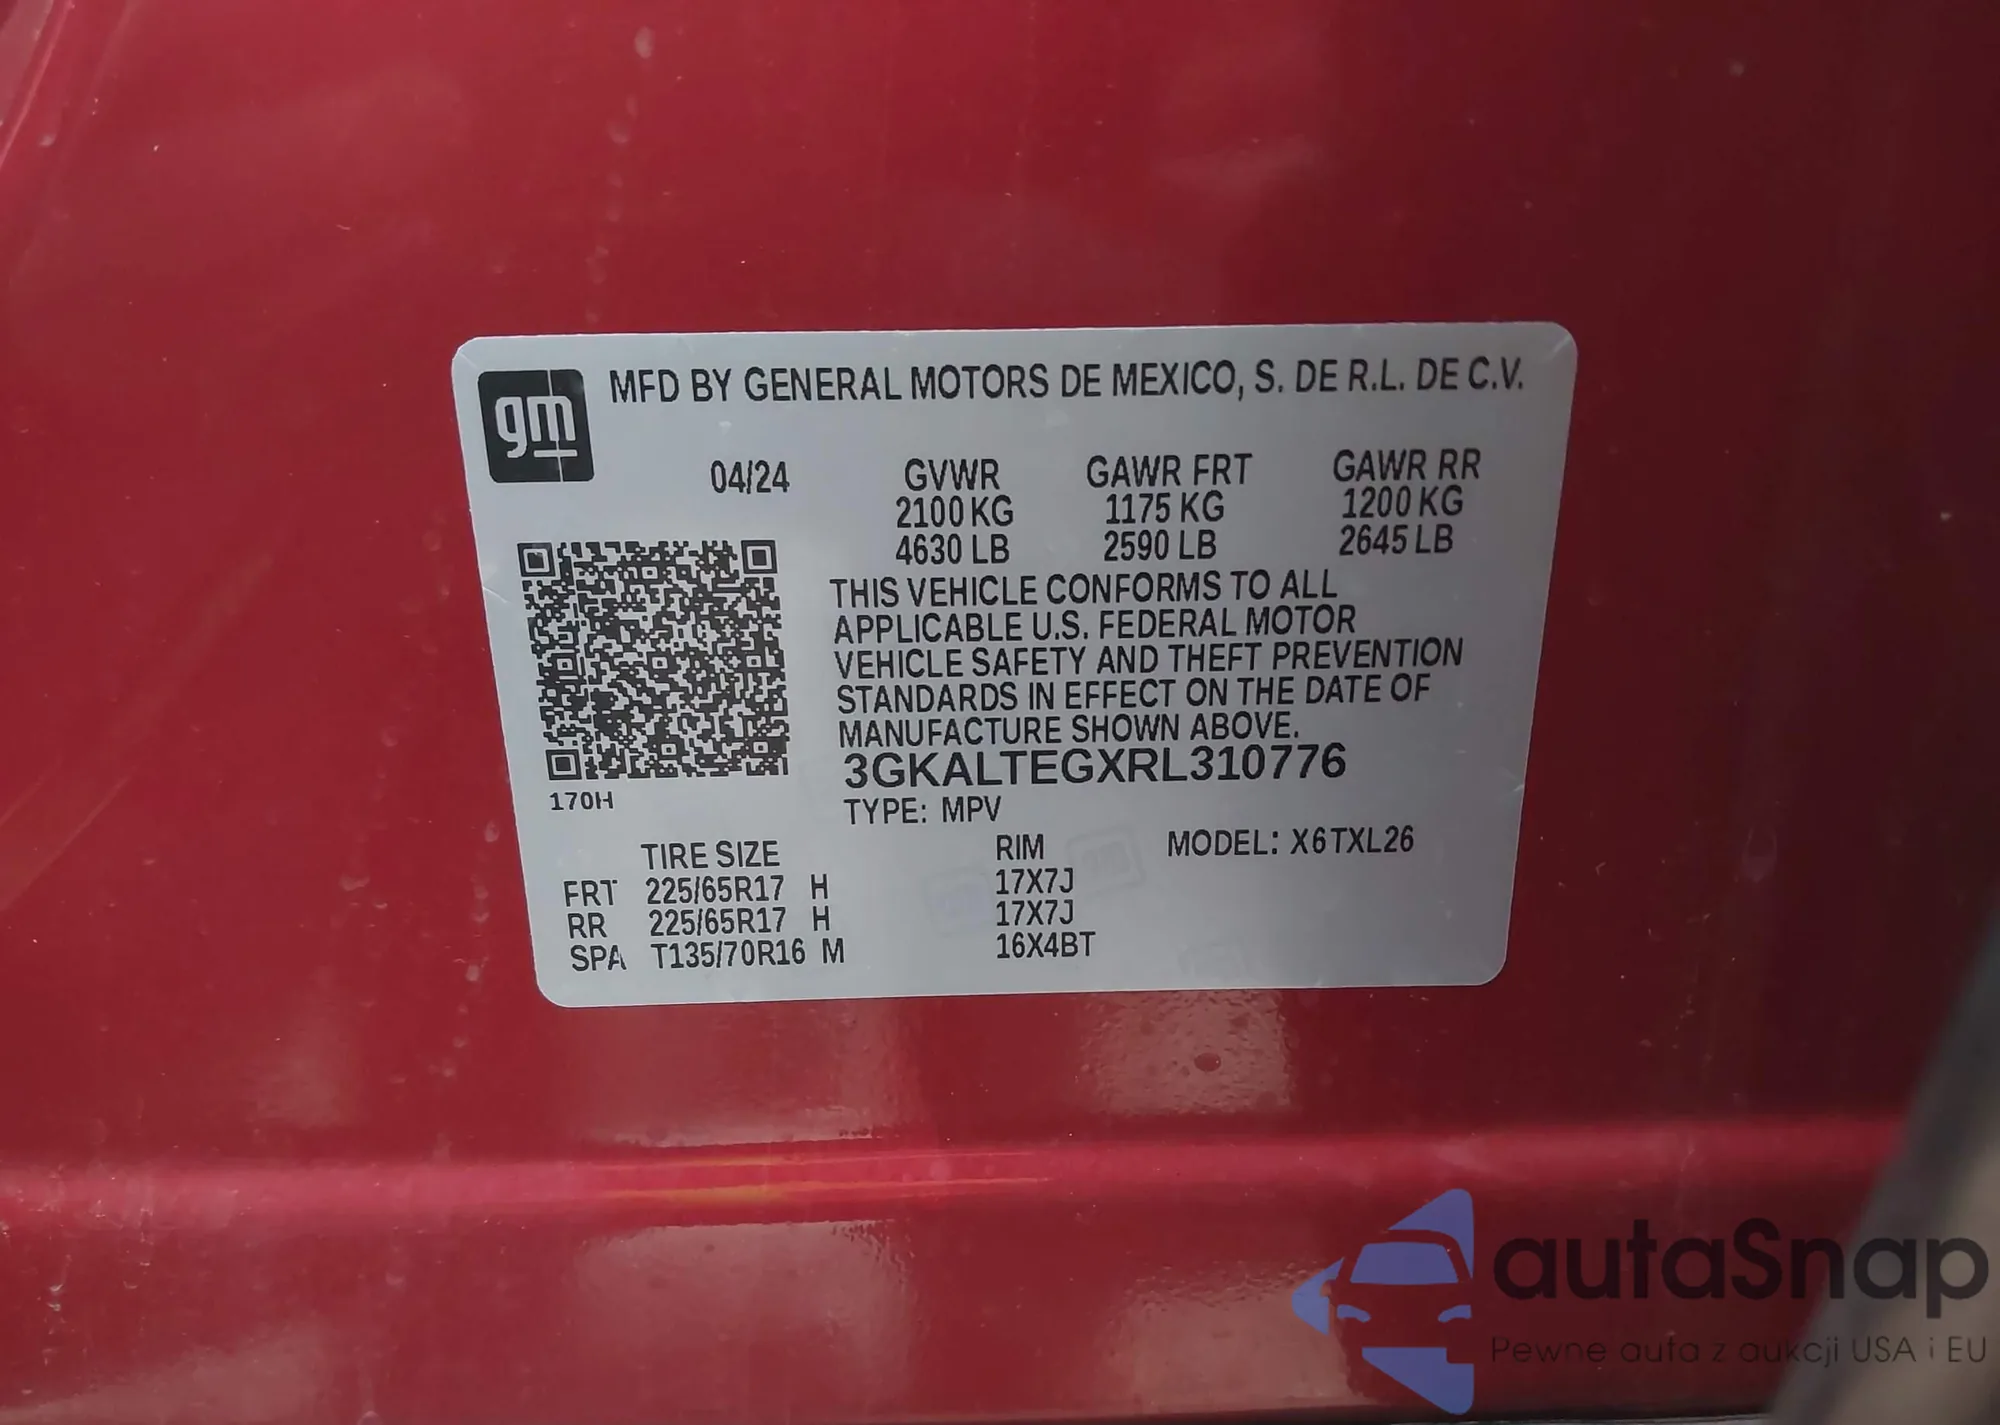 gm
MFD BY GENERAL MOTORS DE MEXICO, S. DE R.L. DE C.V.
04/24 GVWR GAWR FRT GAWR RR
2100 KG 1175 KG 1200 KG
4630 LB 2590 LB 2645 LB
THIS VEHICLE CONFORMS TO ALL
APPLICABLE U.S. FEDERAL MOTOR
VEHICLE SAFETY AND THEFT PREVENTION
STANDARDS IN EFFECT ON THE DATE OF
MANUFACTURE SHOWN ABOVE.
3GKALTEGXRL310776
170H
TYPE: MPV
TIRE SIZE RIM MODEL: X6TXL26
FRT 225/65R17 H 17X7J
RR 225/65R17 H 17X7J
SPA T135/70R16 M 16X4BT
autaSnap
Pewne auta z aukcji USA i EU